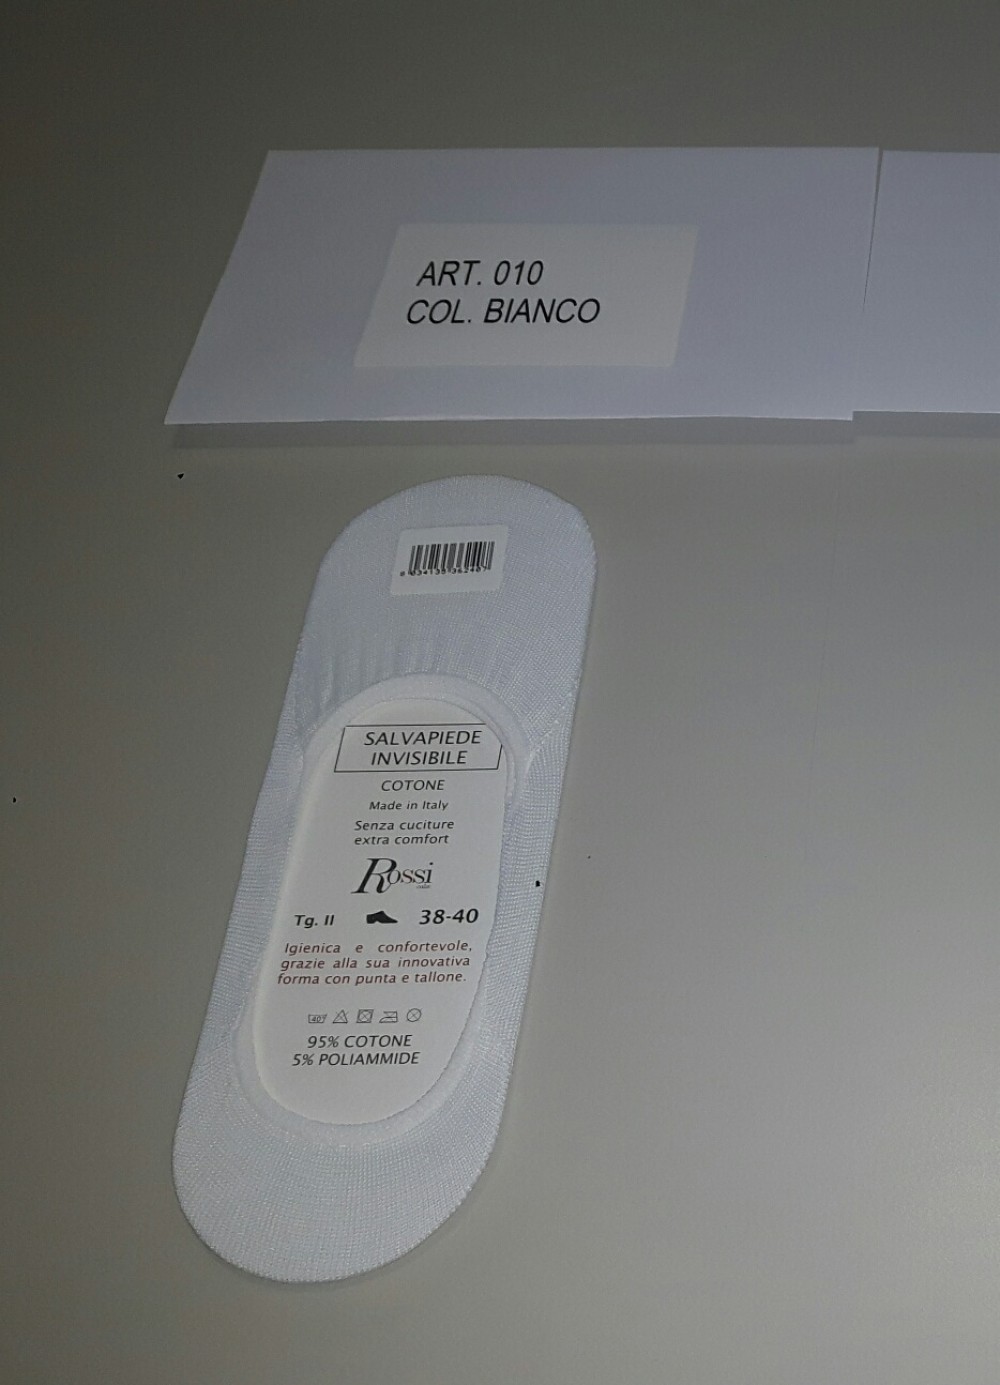 ART. 010
COL. BIANCO
SALVAPIEDE
INVISIBILE
COTONE
Made in Italy
Senza cuciture
extra comfort
Rossi
Tg. II 38-40
Igienica e confortevole,
grazie alla sua innovativa
forma con punta e tallone.
40°
95% COTONE
5% POLIAMMIDE